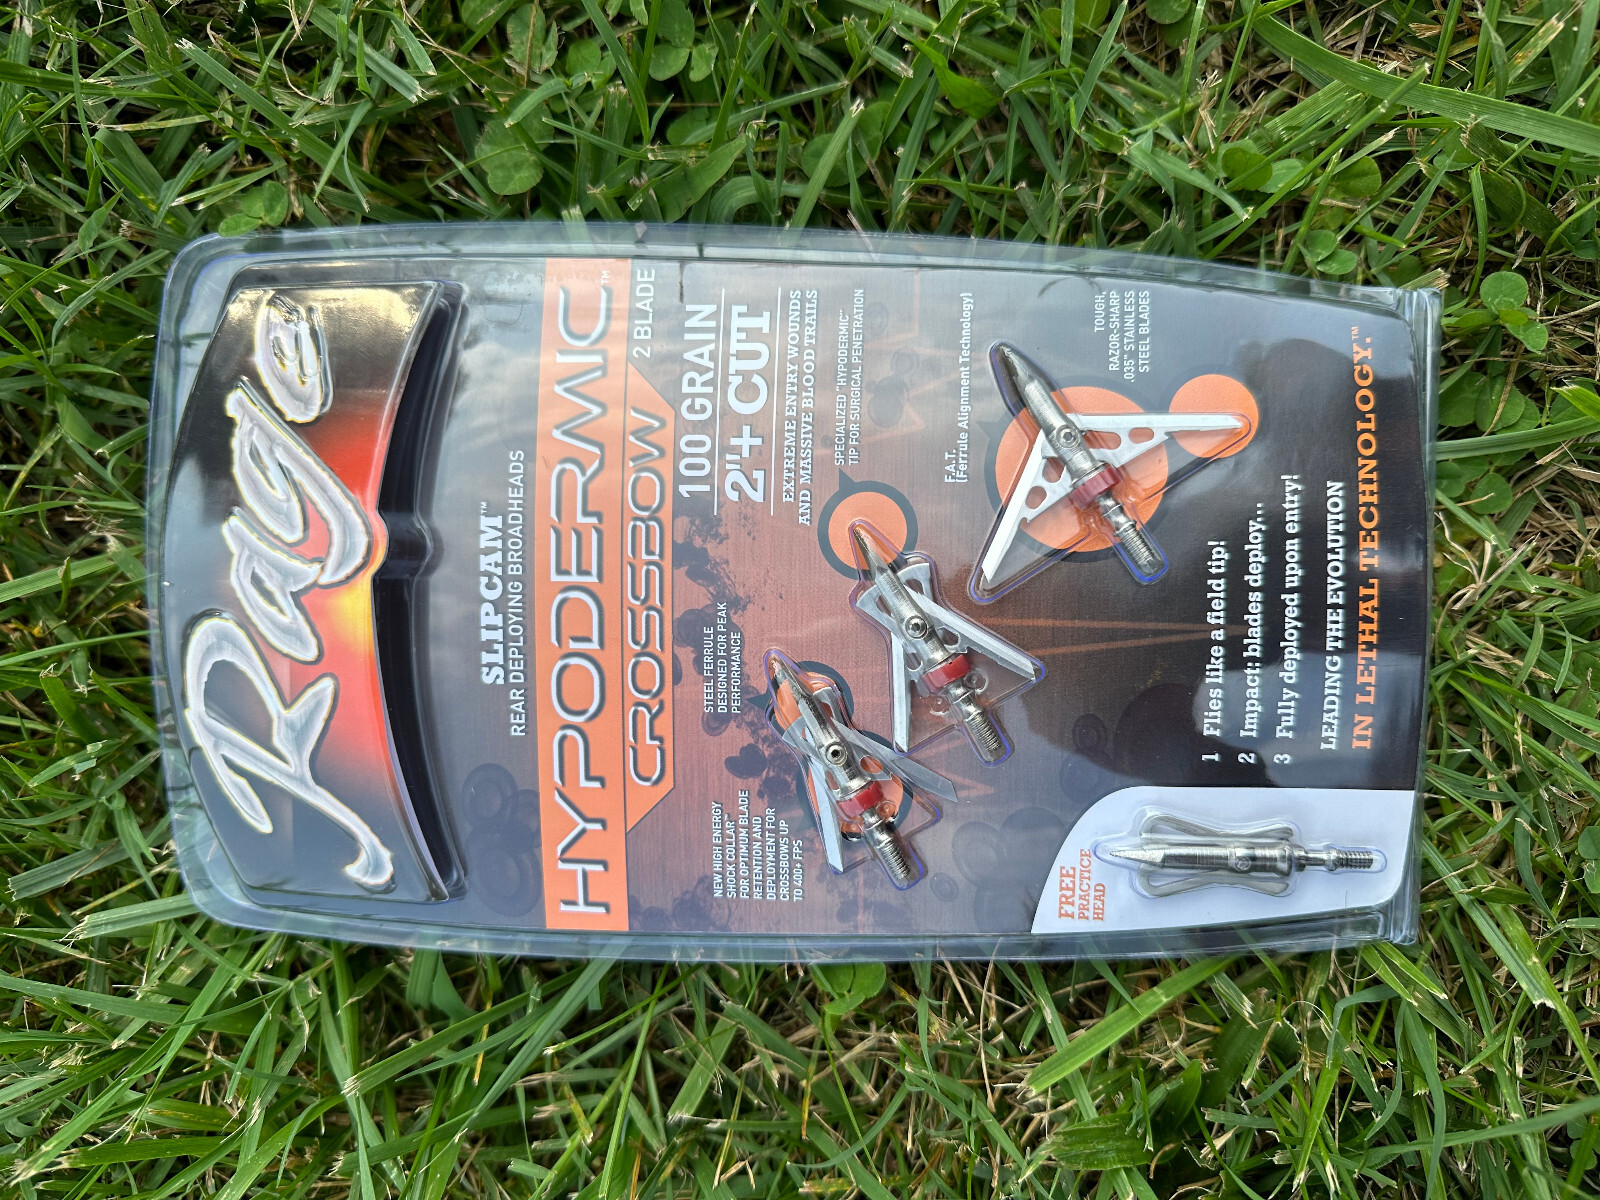 Rage
SLIPCAM™
REAR DEPLOYING BROADHEADS
HYPODERMIC™
CROSSBOW
2 BLADE
100 GRAIN
2"+ CUT
EXTREME ENTRY WOUNDS
AND MASSIVE BLOOD TRAILS
STEEL FERRULE
DESIGNED FOR PEAK
PERFORMANCE
SPECIALIZED "HYPODERMIC"
TIP FOR SURGICAL PENETRATION
NEW HIGH ENERGY
SHOCK COLLAR™
FOR OPTIMUM BLADE
RETENTION AND
DEPLOYMENT FOR
CROSSBOWS UP
TO 400+ FPS
F.A.T.
(Ferrule Alignment Technology)
TOUGH,
RAZOR-SHARP
.035" STAINLESS
STEEL BLADES
1 Flies like a field tip!
2 Impact; blades deploy...
3 Fully deployed upon entry!
LEADING THE EVOLUTION
IN LETHAL TECHNOLOGY.™
FREE
PRACTICE
HEAD